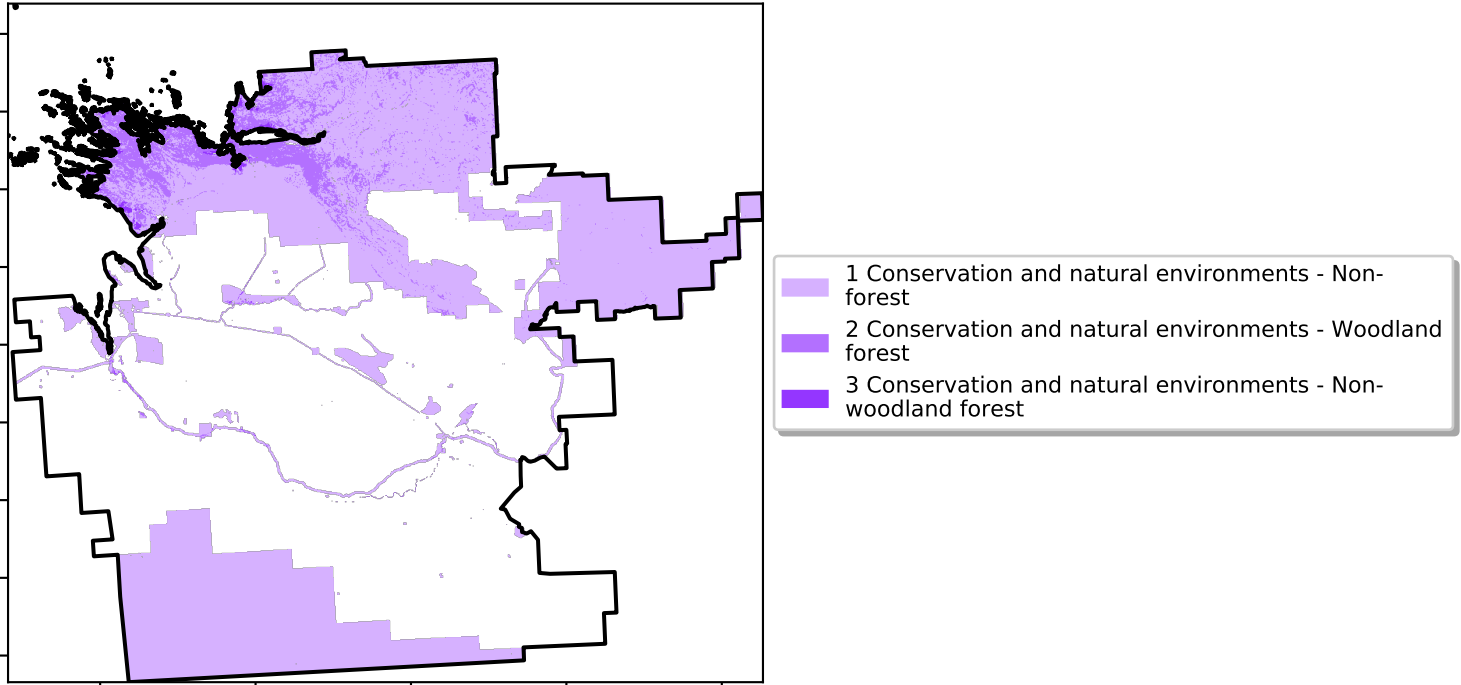 1 Conservation and natural environments - Non-
forest
2 Conservation and natural environments - Woodland
forest
3 Conservation and natural environments - Non-
woodland forest